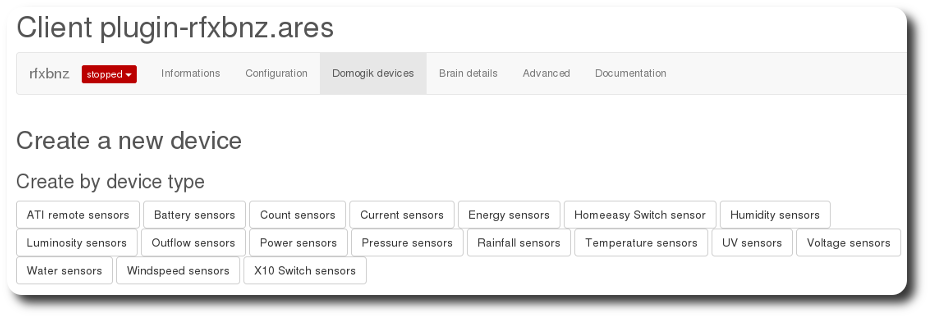 Client plugin-rfxbnz.ares
rfxbnz stopped Informations Configuration Domogik devices Brain details Advanced Documentation
Create a new device
Create by device type
ATI remote sensors Battery sensors Count sensors Current sensors Energy sensors Homeeasy Switch sensor Humidity sensors
Luminosity sensors Outflow sensors Power sensors Pressure sensors Rainfall sensors Temperature sensors UV sensors Voltage sensors
Water sensors Windspeed sensors X10 Switch sensors